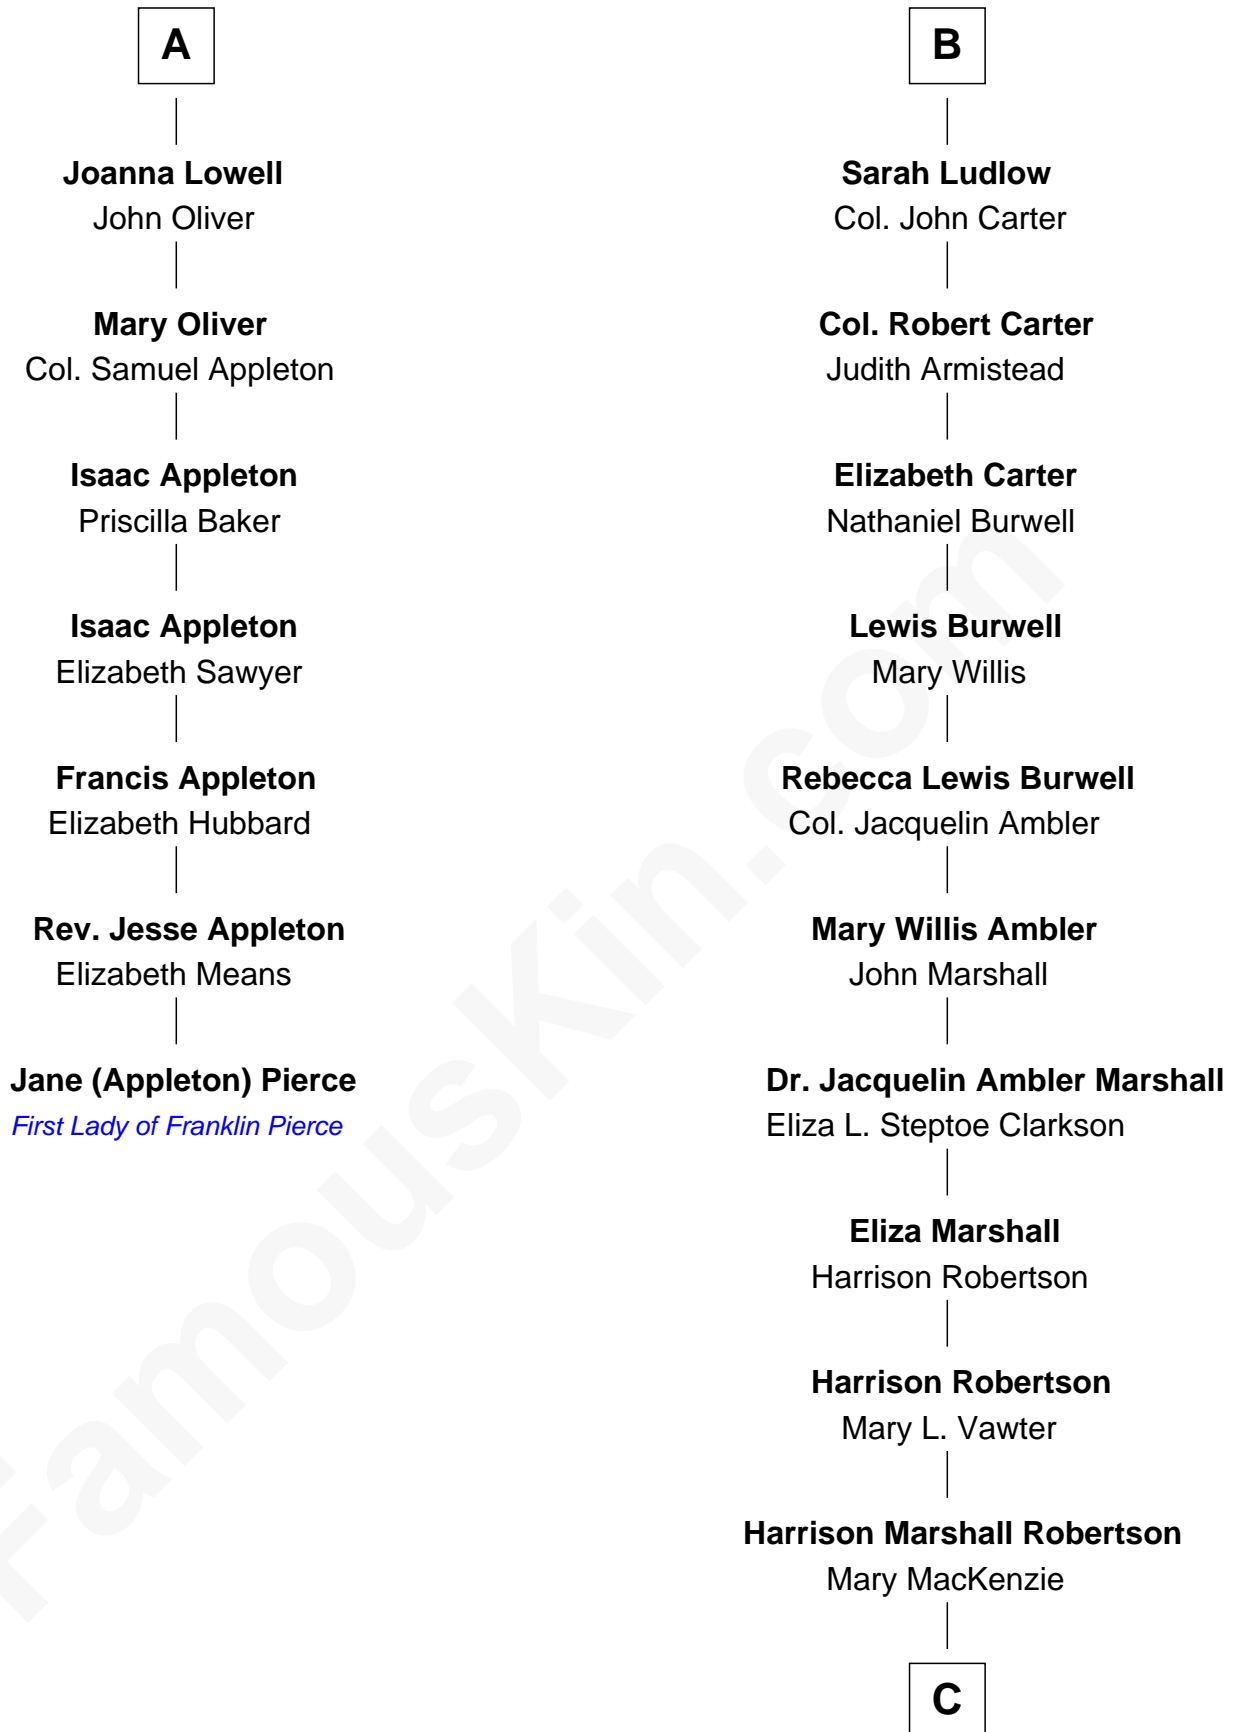 A
Joanna Lowell
John Oliver
Mary Oliver
Col. Samuel Appleton
Isaac Appleton
Priscilla Baker
Isaac Appleton
Elizabeth Sawyer
Francis Appleton
Elizabeth Hubbard
Rev. Jesse Appleton
Elizabeth Means
Jane (Appleton) Pierce
First Lady of Franklin Pierce
B
Sarah Ludlow
Col. John Carter
Col. Robert Carter
Judith Armistead
Elizabeth Carter
Nathaniel Burwell
Lewis Burwell
Mary Willis
Rebecca Lewis Burwell
Col. Jacquelin Ambler
Mary Willis Ambler
John Marshall
Dr. Jacquelin Ambler Marshall
Eliza L. Steptoe Clarkson
Eliza Marshall
Harrison Robertson
Harrison Robertson
Mary L. Vawter
Harrison Marshall Robertson
Mary MacKenzie
C
FamousKin.com